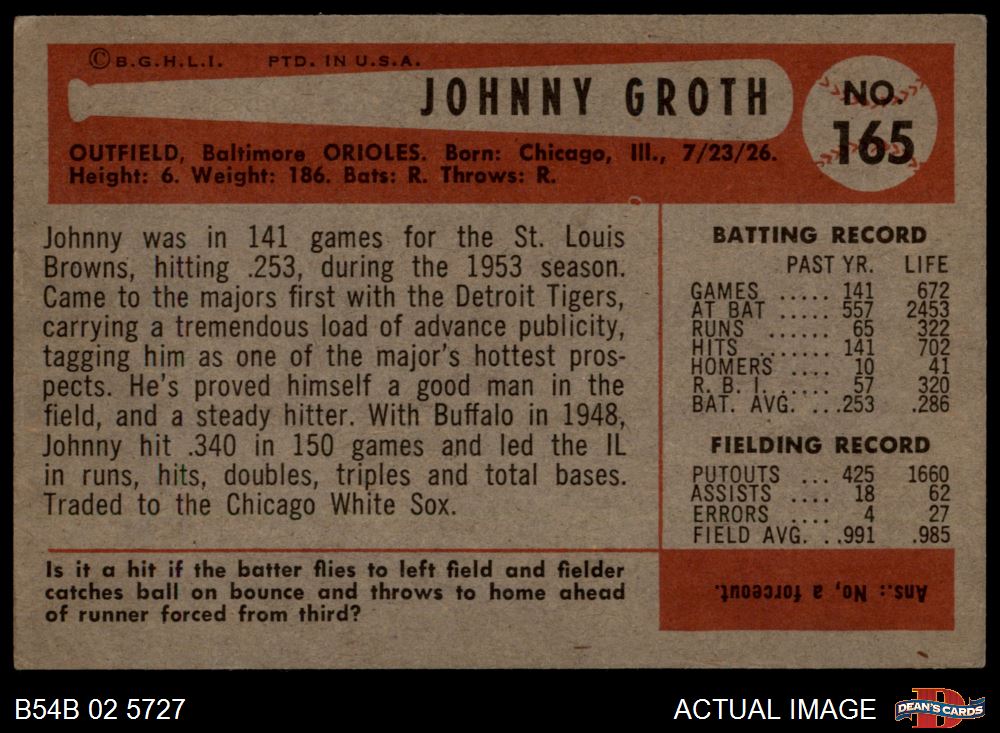 © B.G.H.L.I. PTD. IN U.S.A.
JOHNNY GROTH
NO.
165
OUTFIELD, Baltimore ORIOLES. Born: Chicago, Ill., 7/23/26.
Height: 6. Weight: 186. Bats: R. Throws: R.
Johnny was in 141 games for the St. Louis
Browns, hitting .253, during the 1953 season.
Came to the majors first with the Detroit Tigers,
carrying a tremendous load of advance publicity,
tagging him as one of the major's hottest pros-
pects. He's proved himself a good man in the
field, and a steady hitter. With Buffalo in 1948,
Johnny hit .340 in 150 games and led the IL
in runs, hits, doubles, triples and total bases.
Traded to the Chicago White Sox.
BATTING RECORD
PAST YR. LIFE
GAMES ..... 141 672
AT BAT ..... 557 2453
RUNS ..... 65 322
HITS ....... 141 702
HOMERS .... 10 41
R. B. I. ..... 57 320
BAT. AVG. ...253 .286
FIELDING RECORD
PUTOUTS ... 425 1660
ASSISTS .... 18 62
ERRORS .... 4 27
FIELD AVG. ..991 .985
Is it a hit if the batter flies to left field and fielder
catches ball on bounce and throws to home ahead
of runner forced from third?
Ans.: No, a forceout.
B54B 02 5727
ACTUAL IMAGE
DEAN'S CARDS